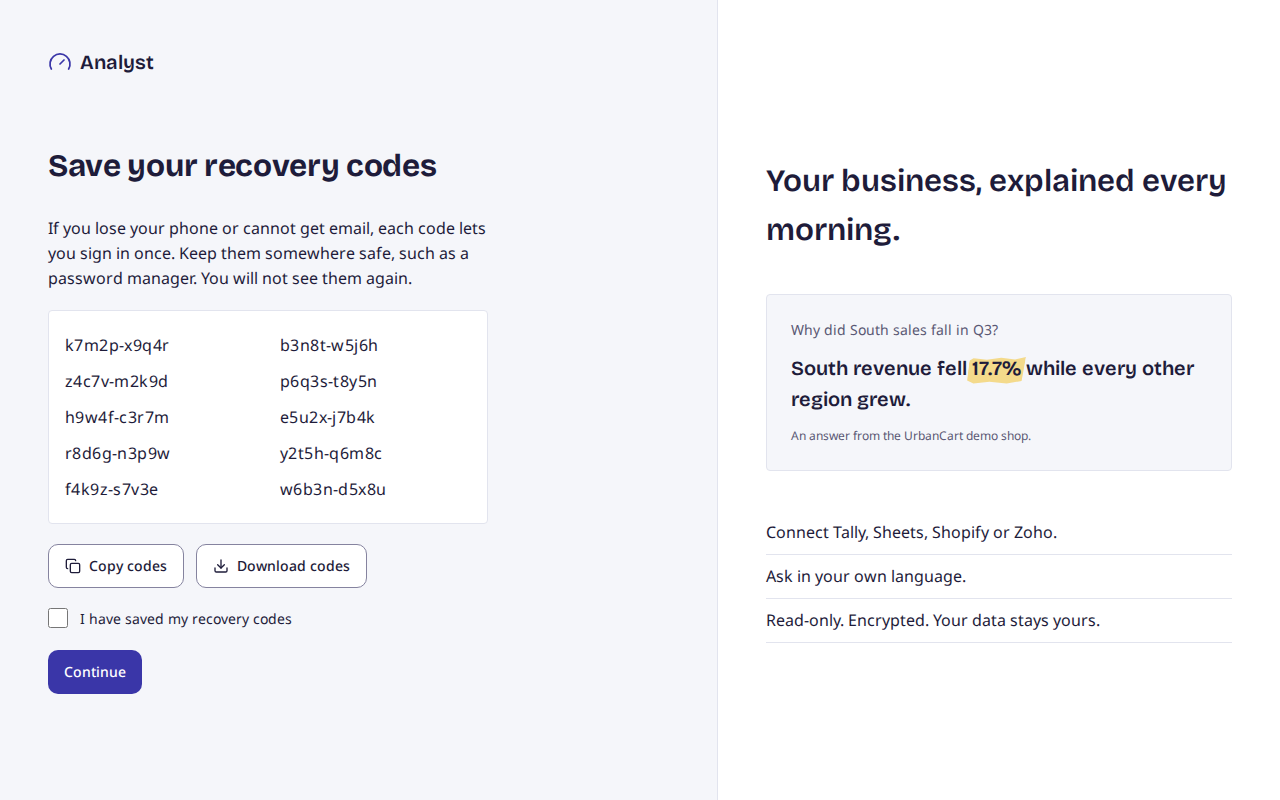 Analyst
Save your recovery codes
If you lose your phone or cannot get email, each code lets
you sign in once. Keep them somewhere safe, such as a
password manager. You will not see them again.
k7m2p-x9q4r b3n8t-w5j6h
z4c7v-m2k9d p6q3s-t8y5n
h9w4f-c3r7m e5u2x-j7b4k
r8d6g-n3p9w y2t5h-q6m8c
f4k9z-s7v3e w6b3n-d5x8u
Copy codes Download codes
I have saved my recovery codes
Continue
Your business, explained every
morning.
Why did South sales fall in Q3?
South revenue fell 17.7% while every other
region grew.
An answer from the UrbanCart demo shop.
Connect Tally, Sheets, Shopify or Zoho.
Ask in your own language.
Read-only. Encrypted. Your data stays yours.